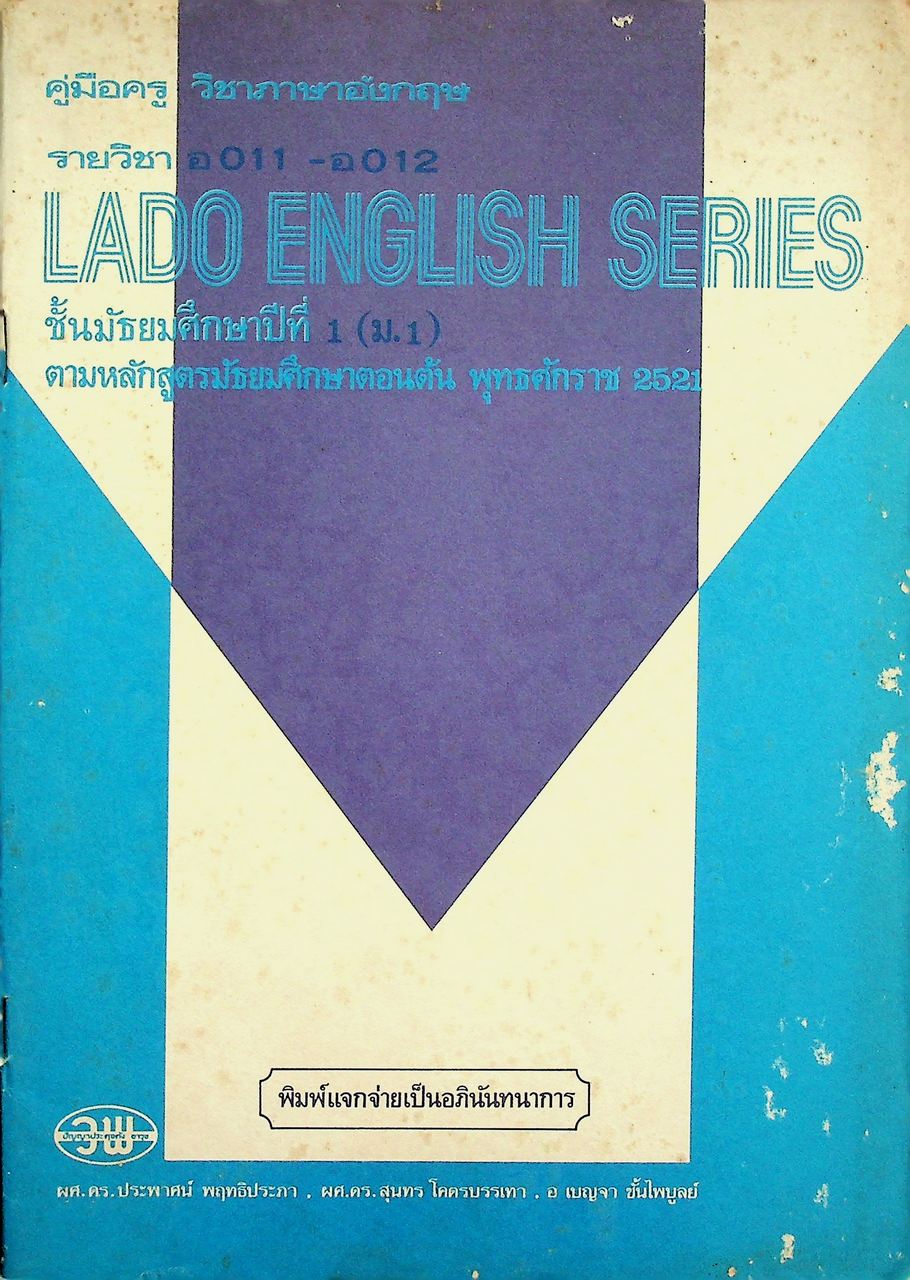 คู่มือครู วิชาภาษาอังกฤษ
รายวิชา อ 011 - อ 012
LADO ENGLISH SERIES
ชั้นมัธยมศึกษาปีที่ 1 (ม.1)
ตามหลักสูตรมัธยมศึกษาตอนต้น พุทธศักราช 2521
พิมพ์แจกจ่ายเป็นอภินันทนาการ
วพ
ผศ.ดร.ประพาศน์ พฤทธิประภา , ผศ.ดร.สุนทร โคตรบรรเทา , อ เบญจา ชั้นไพบูลย์